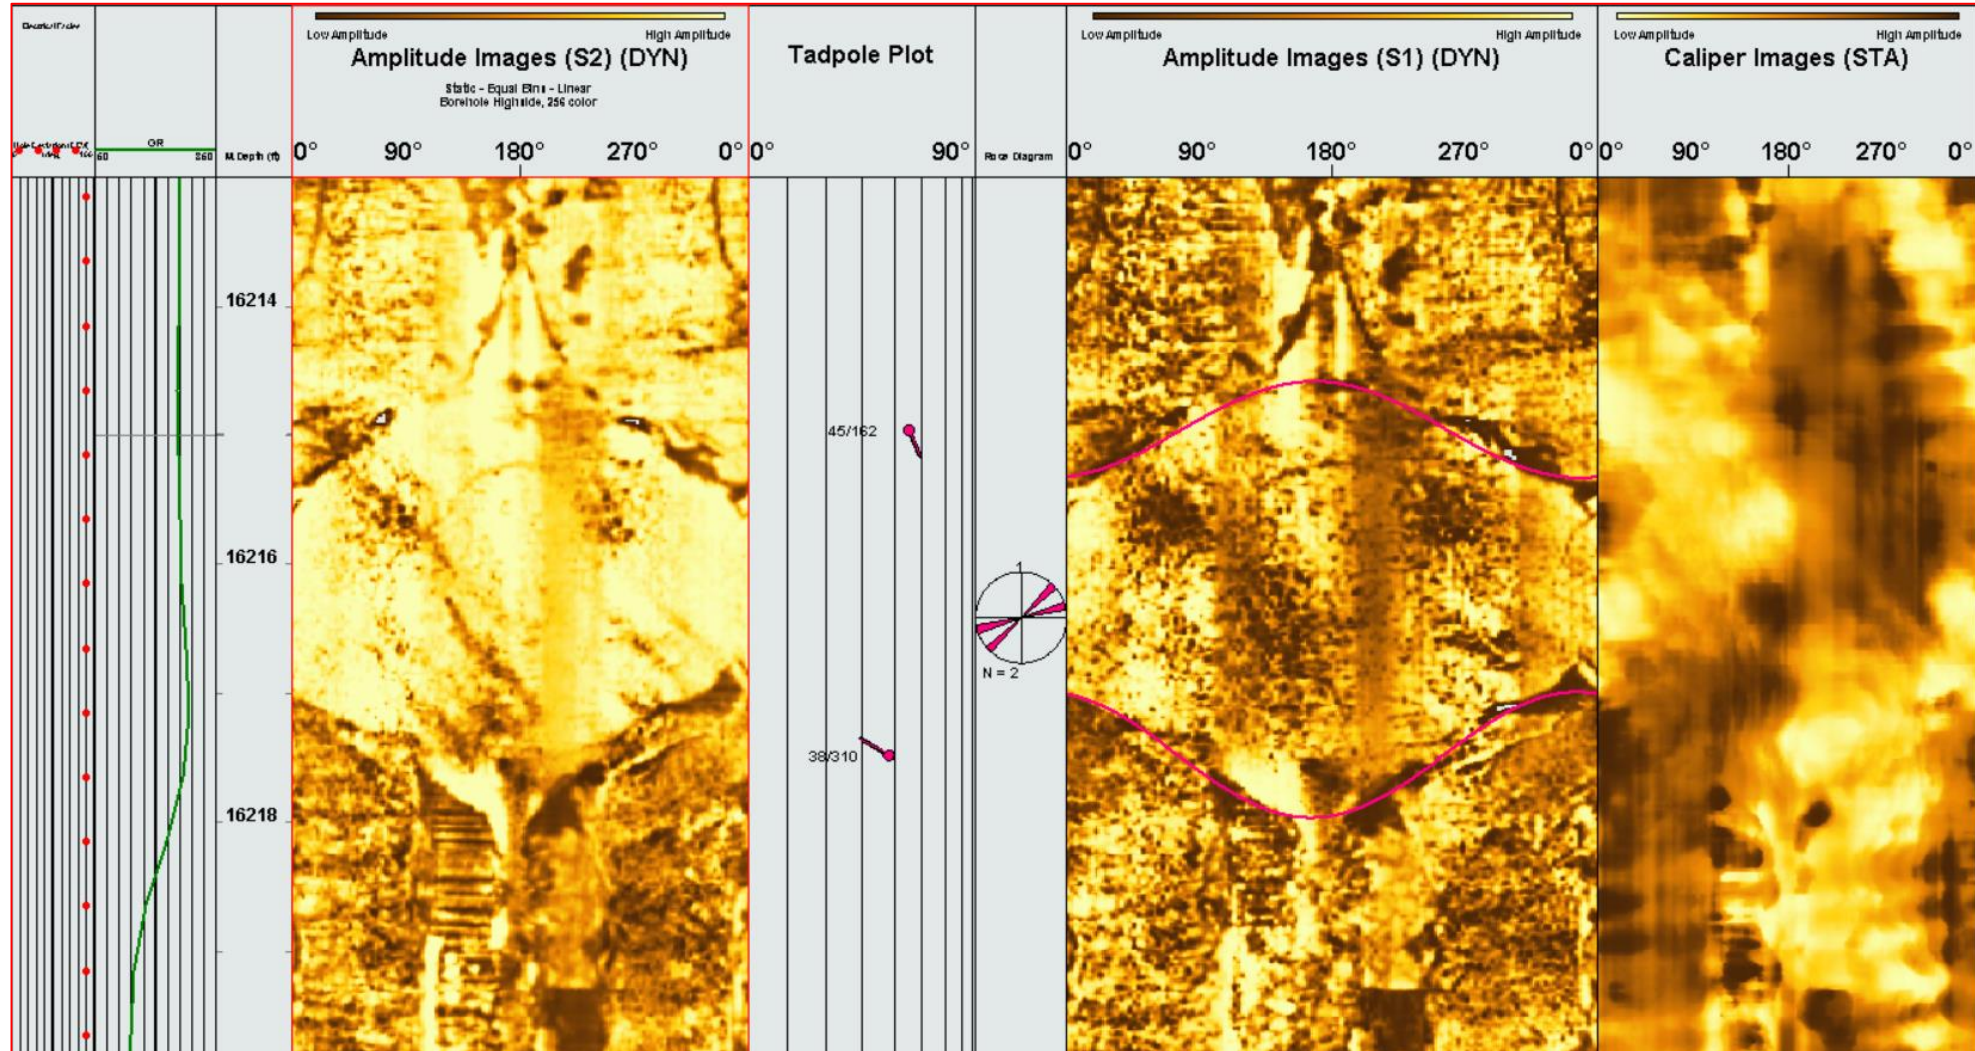 Low Amplitude High Amplitude
Amplitude Images (S2) (DYN)
Static - Equal Bins - Linear
Borehole Highside, 256 color
0° 90° 180° 270° 0°
Tadpole Plot
0° 90°
Rose Diagram
Low Amplitude High Amplitude
Amplitude Images (S1) (DYN)
0° 90° 180° 270° 0°
Low Amplitude High Amplitude
Caliper Images (STA)
0° 90° 180° 270° 0°
GR
60 260
M. Depth (ft)
16214
45/162
16216
1
N = 2
38/310
16218